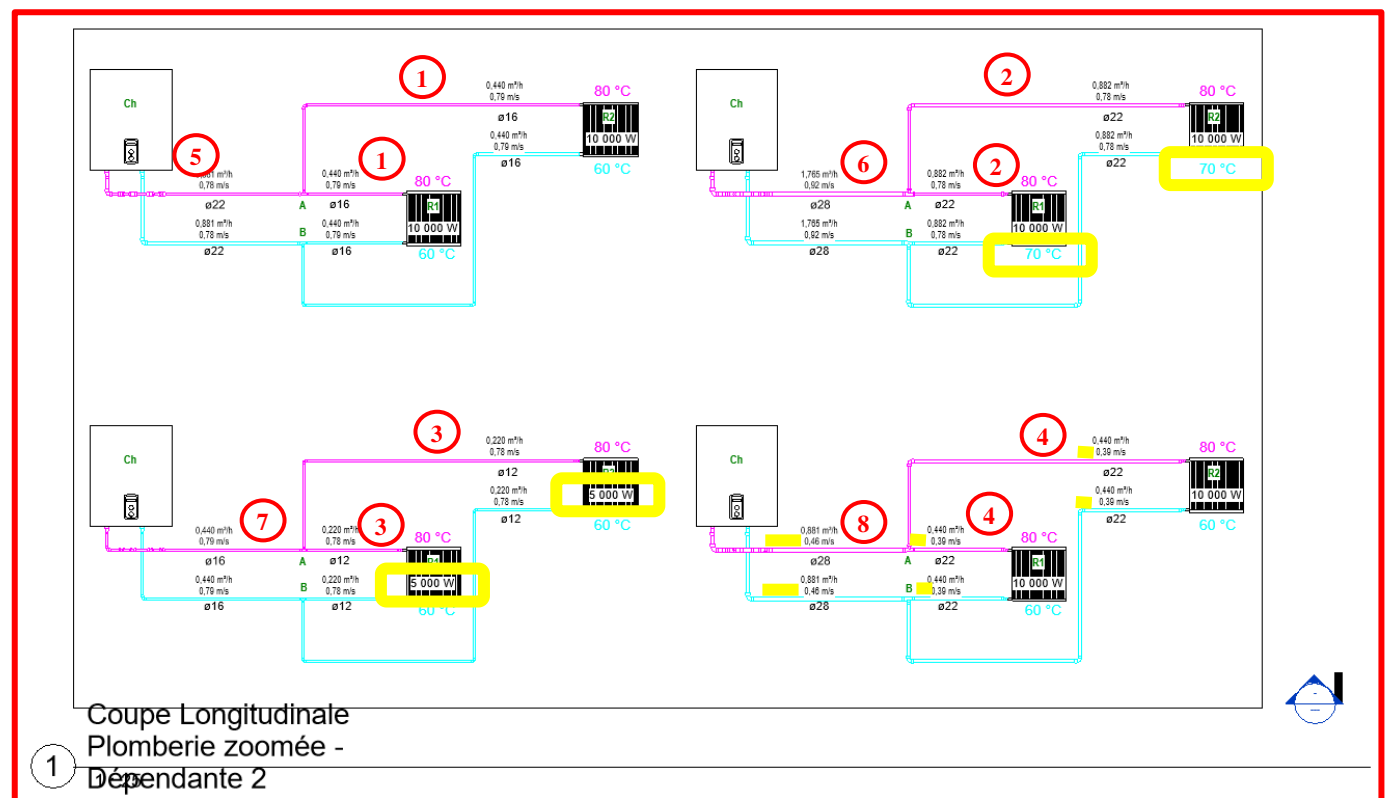 1
2
0,440 m³/h
0,79 m/s
80 °C
ø16
R2
10 000 W
0,440 m³/h
0,79 m/s
ø16
60 °C
Ch
5
1
0,78 m/s
0,440 m³/h
0,79 m/s
80 °C
ø22
A
ø16
R1
0,881 m³/h
0,78 m/s
B
0,440 m³/h
0,79 m/s
10 000 W
ø22
ø16
60 °C
0,882 m³/h
0,78 m/s
80 °C
ø22
R2
10 000 W
0,882 m³/h
0,78 m/s
ø22
70 °C
Ch
6
2
1,765 m³/h
0,92 m/s
0,882 m³/h
0,78 m/s
80 °C
ø28
A
ø22
R1
1,765 m³/h
0,92 m/s
B
0,882 m³/h
0,78 m/s
10 000 W
ø28
ø22
70 °C
3
0,220 m³/h
0,78 m/s
80 °C
ø12
R2
5 000 W
0,220 m³/h
0,78 m/s
ø12
60 °C
Ch
7
3
0,440 m³/h
0,79 m/s
0,220 m³/h
0,78 m/s
80 °C
ø16
A
ø12
R1
0,440 m³/h
0,79 m/s
B
0,220 m³/h
0,78 m/s
5 000 W
ø16
ø12
60 °C
4
0,440 m³/h
0,39 m/s
80 °C
ø22
R2
10 000 W
0,440 m³/h
0,39 m/s
ø22
60 °C
Ch
8
4
0,881 m³/h
0,46 m/s
0,440 m³/h
0,39 m/s
80 °C
ø28
A
ø22
R1
0,881 m³/h
0,46 m/s
B
0,440 m³/h
0,39 m/s
10 000 W
ø28
ø22
60 °C
Coupe Longitudinale
Plomberie zoomée -
1
Dépendante 2